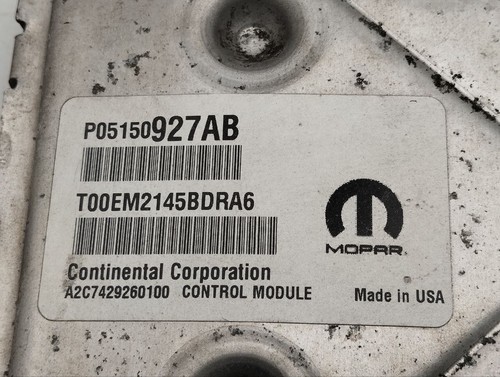 P05150927AB
T00EM2145BDRA6
MOPAR.
Continental Corporation
A2C7429260100 CONTROL MODULE Made in USA